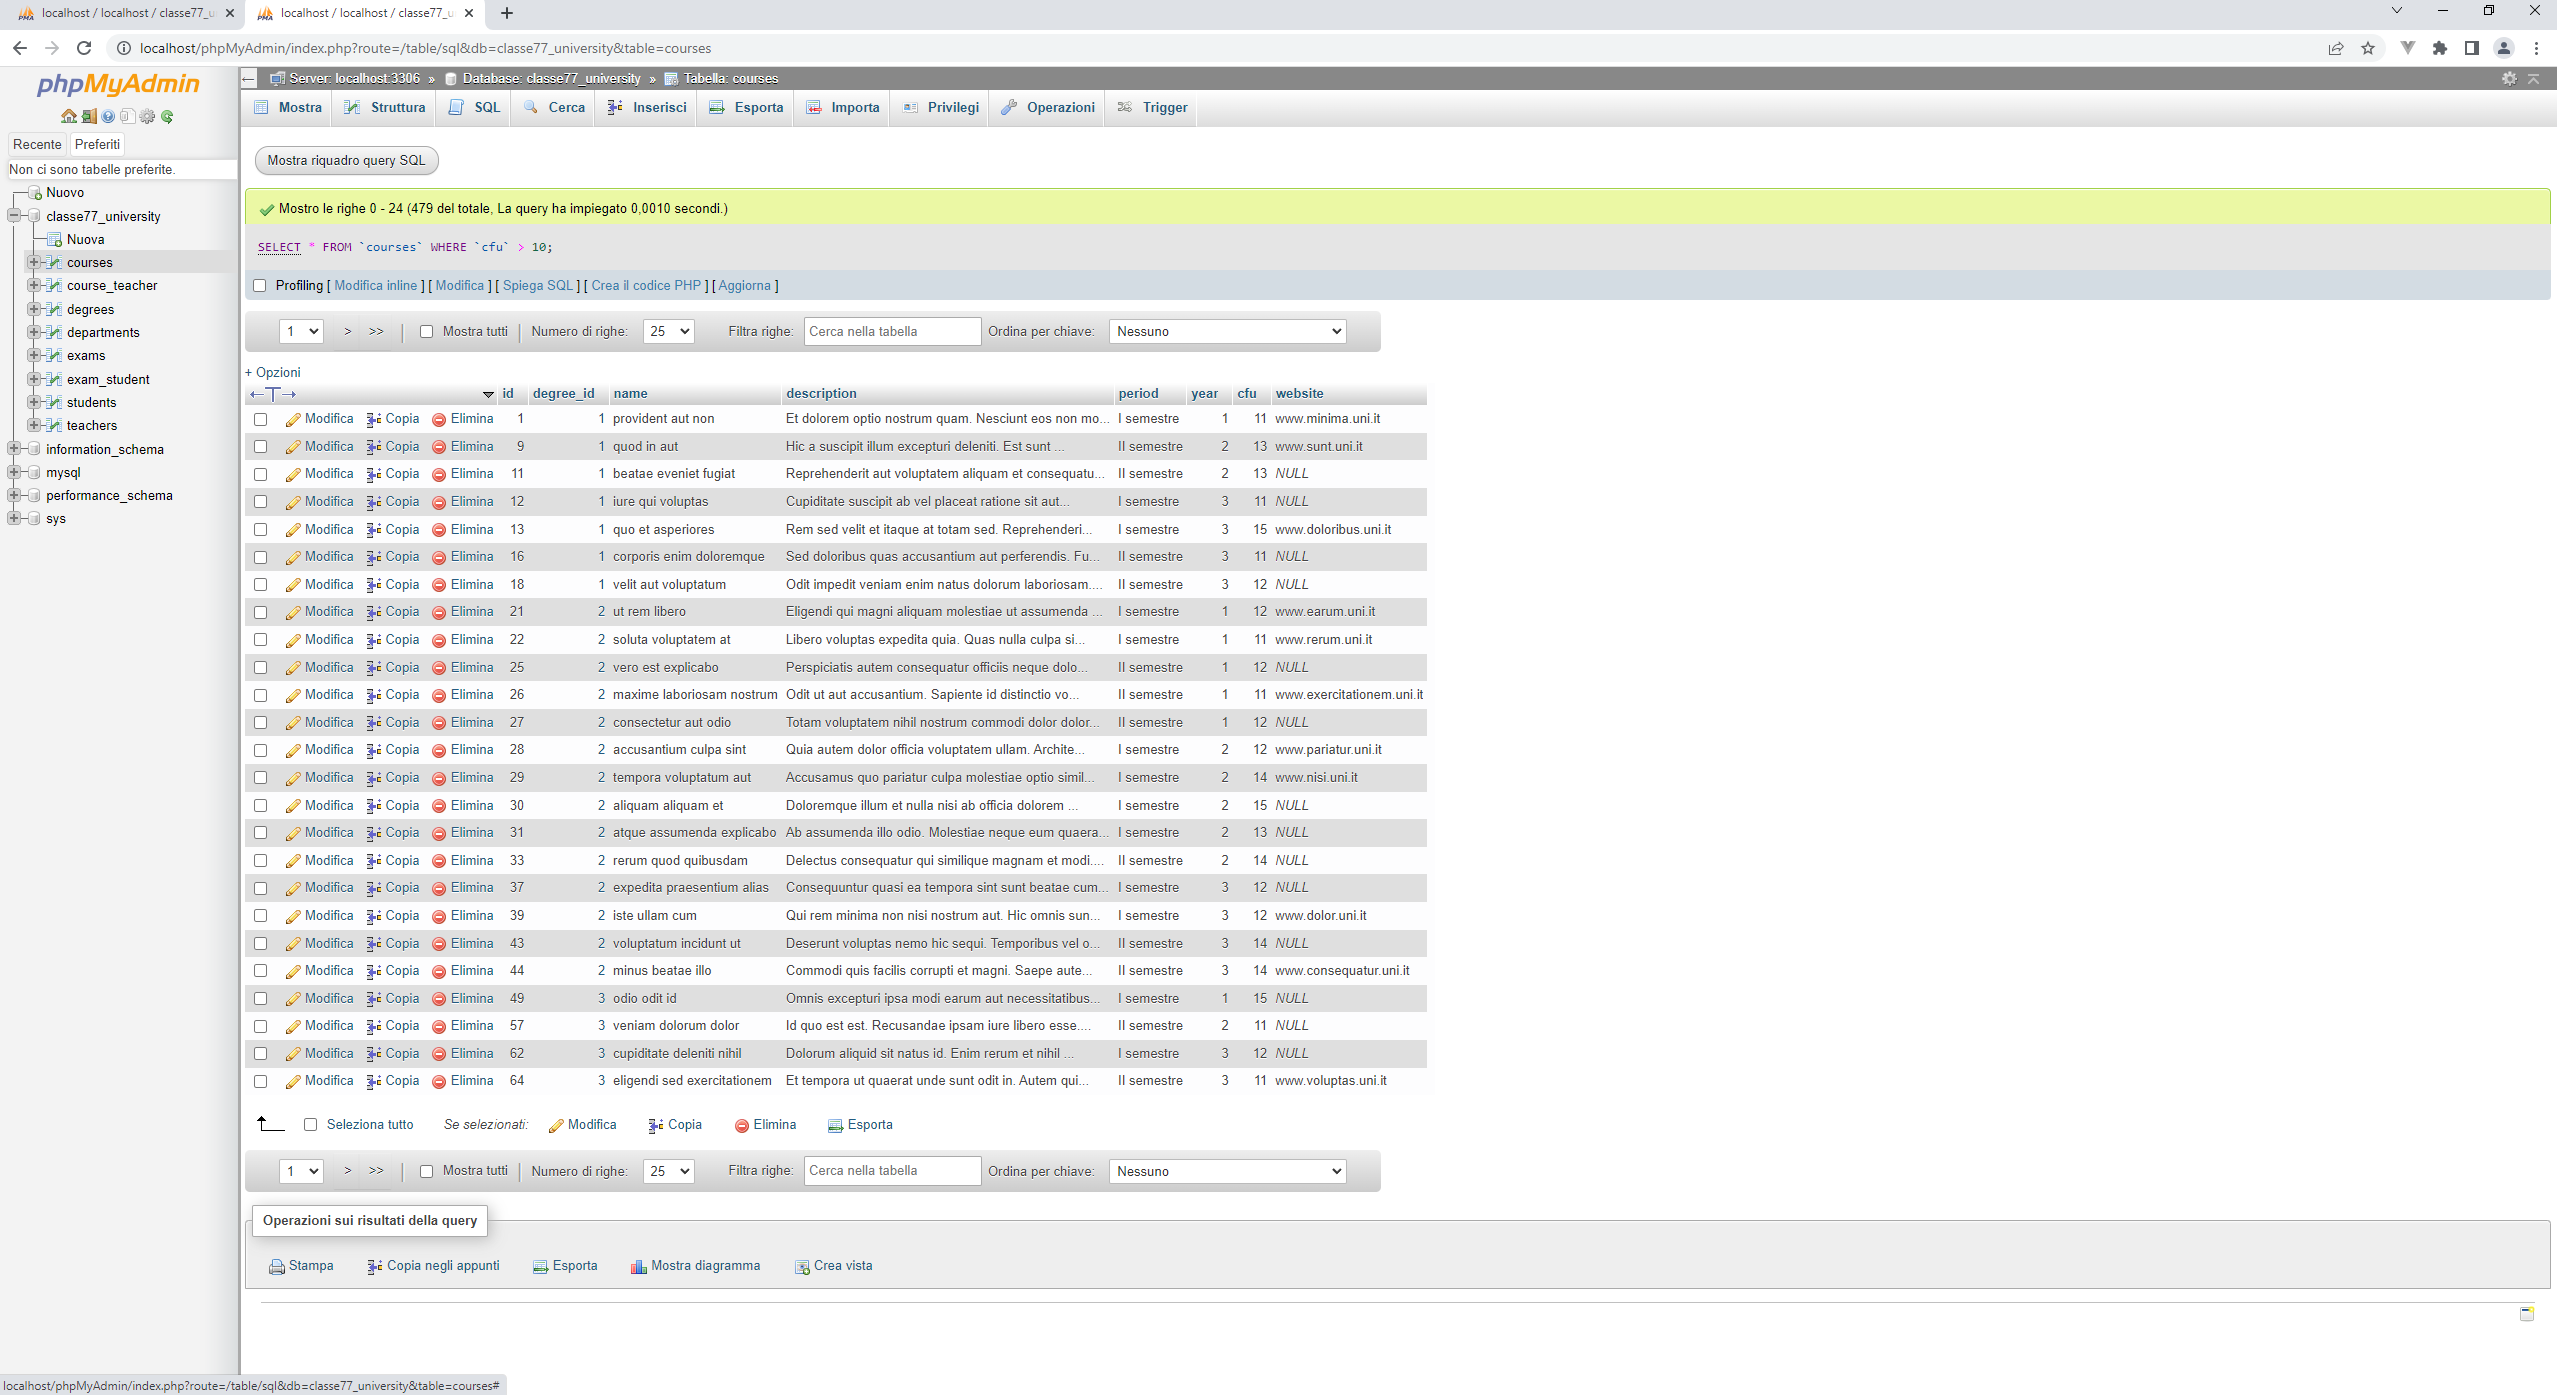 localhost / localhost / classe77_u
localhost / localhost / classe77_u
localhost/phpMyAdmin/index.php?route=/table/sql&db=classe77_university&table=courses
phpMyAdmin
Recente Preferiti
Non ci sono tabelle preferite.
Nuovo
classe77_university
Nuova
courses
course_teacher
degrees
departments
exams
exam_student
students
teachers
information_schema
mysql
performance_schema
sys
Server: localhost:3306 » Database: classe77_university » Tabella: courses
Mostra Struttura SQL Cerca Inserisci Esporta Importa Privilegi Operazioni Trigger
Mostra riquadro query SQL
Mostro le righe 0 - 24 (479 del totale, La query ha impiegato 0,0010 secondi.)
SELECT * FROM `courses` WHERE `cfu` > 10;
Profiling [ Modifica inline ] [ Modifica ] [ Spiega SQL ] [ Crea il codice PHP ] [ Aggiorna ]
1 > >> | Mostra tutti | Numero di righe: 25 Filtra righe: Cerca nella tabella Ordina per chiave: Nessuno
+ Opzioni
←T→ id degree_id name description period year cfu website
Modifica Copia Elimina 1 1 provident aut non Et dolorem optio nostrum quam. Nesciunt eos non mo... I semestre 1 11 www.minima.uni.it
Modifica Copia Elimina 9 1 quod in aut Hic a suscipit illum excepturi deleniti. Est sunt ... II semestre 2 13 www.sunt.uni.it
Modifica Copia Elimina 11 1 beatae eveniet fugiat Reprehenderit aut voluptatem aliquam et consequatu... II semestre 2 13 NULL
Modifica Copia Elimina 12 1 iure qui voluptas Cupiditate suscipit ab vel placeat ratione sit aut... I semestre 3 11 NULL
Modifica Copia Elimina 13 1 quo et asperiores Rem sed velit et itaque at totam sed. Reprehenderi... I semestre 3 15 www.doloribus.uni.it
Modifica Copia Elimina 16 1 corporis enim doloremque Sed doloribus quas accusantium aut perferendis. Fu... II semestre 3 11 NULL
Modifica Copia Elimina 18 1 velit aut voluptatum Odit impedit veniam enim natus dolorum laboriosam.... II semestre 3 12 NULL
Modifica Copia Elimina 21 2 ut rem libero Eligendi qui magni aliquam molestiae ut assumenda ... I semestre 1 12 www.earum.uni.it
Modifica Copia Elimina 22 2 soluta voluptatem at Libero voluptas expedita quia. Quas nulla culpa si... I semestre 1 11 www.rerum.uni.it
Modifica Copia Elimina 25 2 vero est explicabo Perspiciatis autem consequatur officiis neque dolo... II semestre 1 12 NULL
Modifica Copia Elimina 26 2 maxime laboriosam nostrum Odit ut aut accusantium. Sapiente id distinctio vo... II semestre 1 11 www.exercitationem.uni.it
Modifica Copia Elimina 27 2 consectetur aut odio Totam voluptatem nihil nostrum commodi dolor dolor... II semestre 1 12 NULL
Modifica Copia Elimina 28 2 accusantium culpa sint Quia autem dolor officia voluptatem ullam. Archite... I semestre 2 12 www.pariatur.uni.it
Modifica Copia Elimina 29 2 tempora voluptatum aut Accusamus quo pariatur culpa molestiae optio simil... I semestre 2 14 www.nisi.uni.it
Modifica Copia Elimina 30 2 aliquam aliquam et Doloremque illum et nulla nisi ab officia dolorem ... I semestre 2 15 NULL
Modifica Copia Elimina 31 2 atque assumenda explicabo Ab assumenda illo odio. Molestiae neque eum quaera... I semestre 2 13 NULL
Modifica Copia Elimina 33 2 rerum quod quibusdam Delectus consequatur qui similique magnam et modi.... II semestre 2 14 NULL
Modifica Copia Elimina 37 2 expedita praesentium alias Consequuntur quasi ea tempora sint sunt beatae cum... I semestre 3 12 NULL
Modifica Copia Elimina 39 2 iste ullam cum Qui rem minima non nisi nostrum aut. Hic omnis sun... I semestre 3 12 www.dolor.uni.it
Modifica Copia Elimina 43 2 voluptatum incidunt ut Deserunt voluptas nemo hic sequi. Temporibus vel o... II semestre 3 14 NULL
Modifica Copia Elimina 44 2 minus beatae illo Commodi quis facilis corrupti et magni. Saepe aute... II semestre 3 14 www.consequatur.uni.it
Modifica Copia Elimina 49 3 odio odit id Omnis excepturi ipsa modi earum aut necessitatibus... I semestre 1 15 NULL
Modifica Copia Elimina 57 3 veniam dolorum dolor Id quo est est. Recusandae ipsam iure libero esse.... II semestre 2 11 NULL
Modifica Copia Elimina 62 3 cupiditate deleniti nihil Dolorum aliquid sit natus id. Enim rerum et nihil ... I semestre 3 12 NULL
Modifica Copia Elimina 64 3 eligendi sed exercitationem Et tempora ut quaerat unde sunt odit in. Autem qui... II semestre 3 11 www.voluptas.uni.it
Seleziona tutto Se selezionati: Modifica Copia Elimina Esporta
1 > >> | Mostra tutti | Numero di righe: 25 Filtra righe: Cerca nella tabella Ordina per chiave: Nessuno
Operazioni sui risultati della query
Stampa Copia negli appunti Esporta Mostra diagramma Crea vista
localhost/phpMyAdmin/index.php?route=/table/sql&db=classe77_university&table=courses#